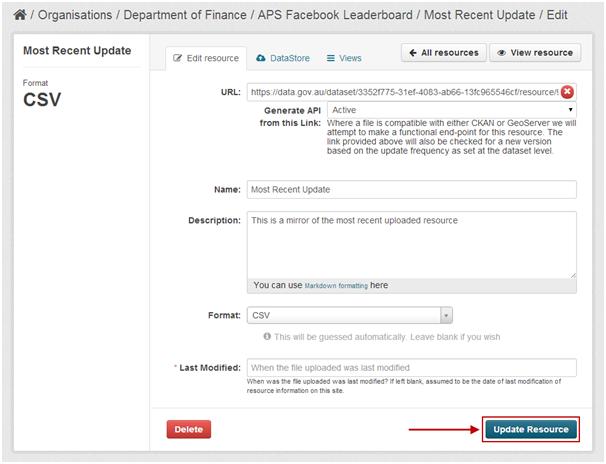 / Organisations / Department of Finance / APS Facebook Leaderboard / Most Recent Update / Edit
Most Recent Update
Format
CSV
Edit resource
DataStore
Views
All resources
View resource
URL: https://data.gov.au/dataset/3352f775-31ef-4083-ab66-13fc965546cf/resource/
Generate API from this Link: Active
Where a file is compatible with either CKAN or GeoServer we will
attempt to make a functional end-point for this resource. The
link provided above will also be checked for a new version
based on the update frequency as set at the dataset level.
Name: Most Recent Update
Description: This is a mirror of the most recent uploaded resource
You can use Markdown formatting here
Format: CSV
This will be guessed automatically. Leave blank if you wish
* Last Modified: When the file uploaded was last modified
When was the file uploaded was last modified? If left blank, assumed to be the date of last modification of
resource information on this site.
Delete
Update Resource